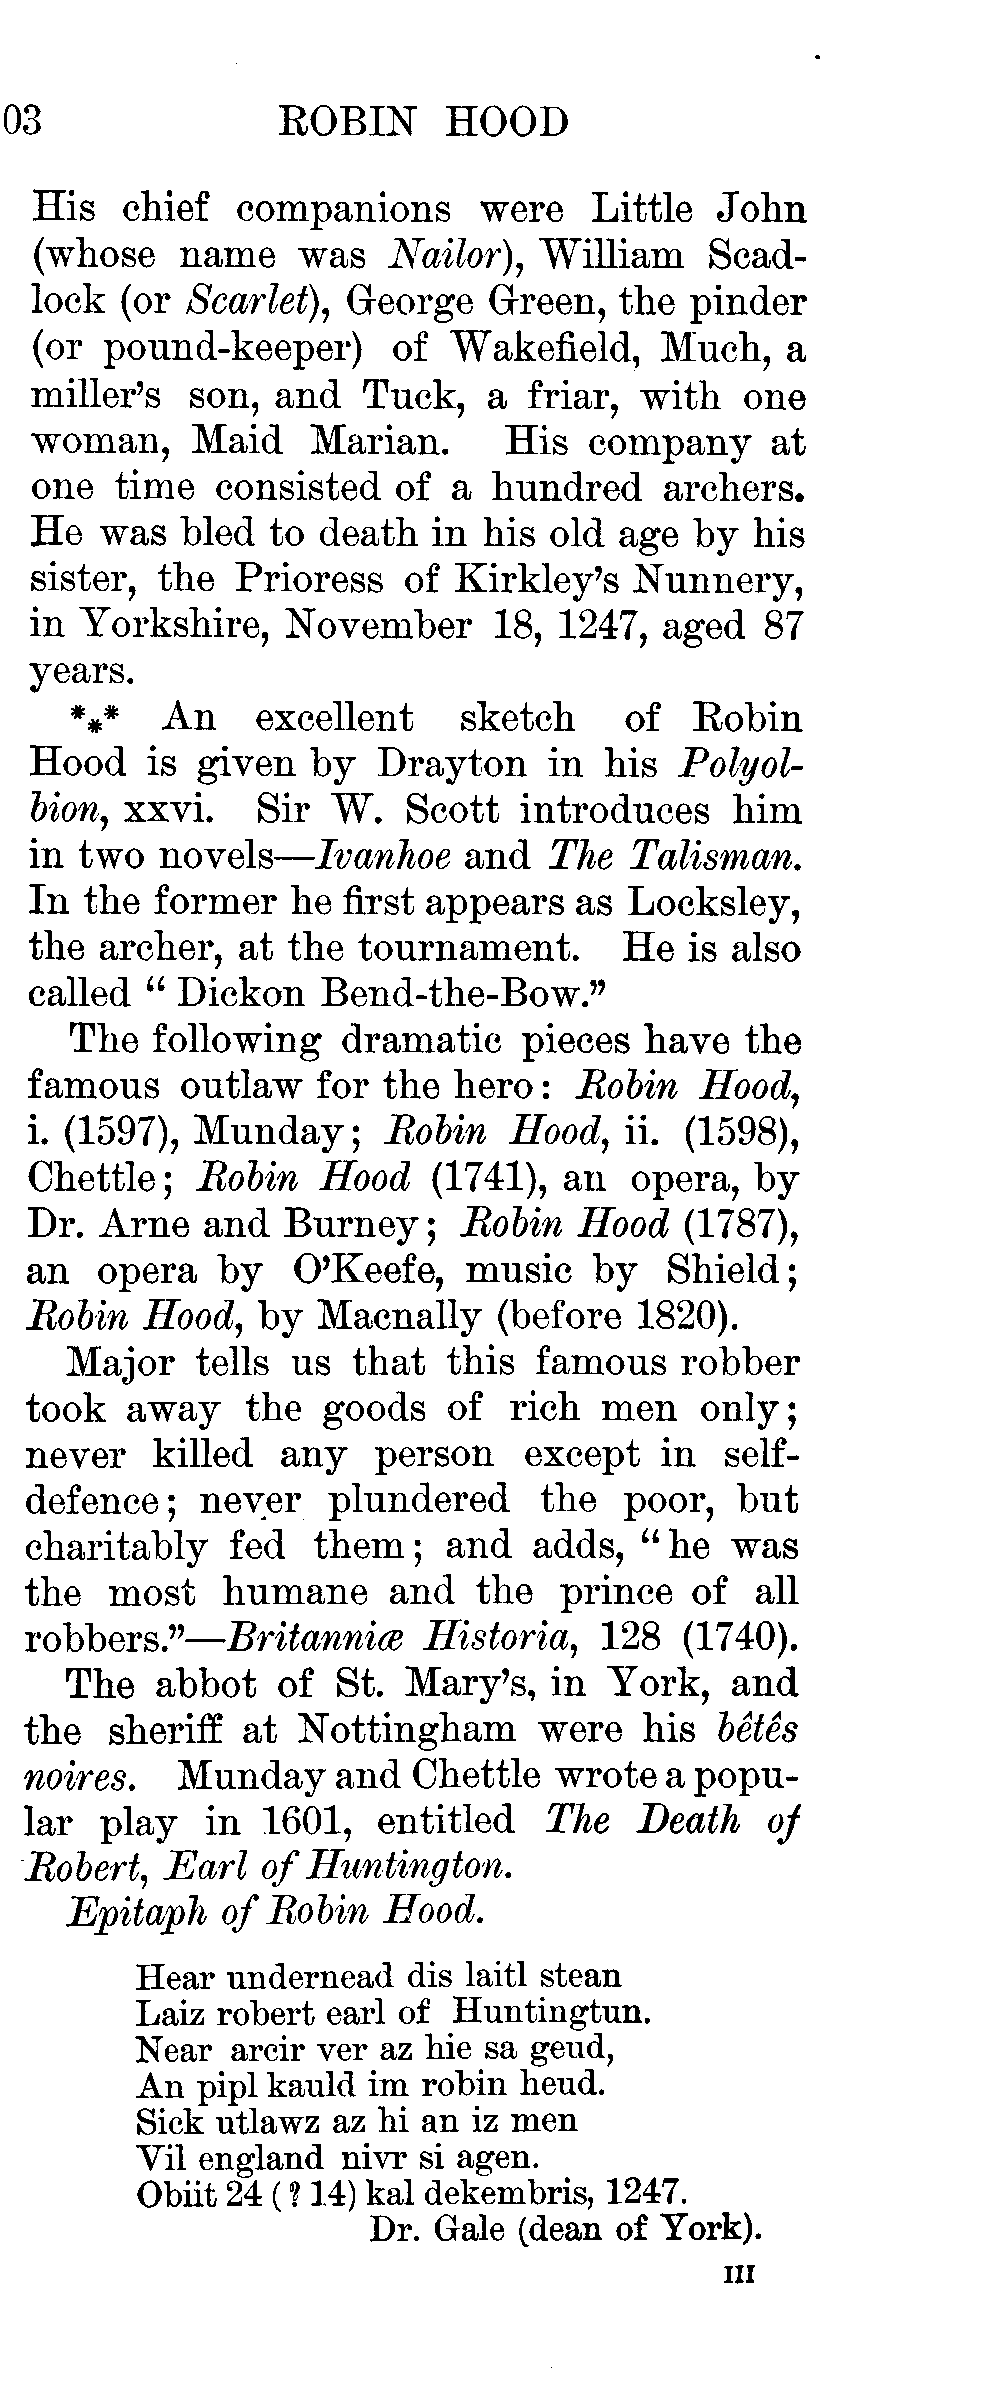 03 ROBIN HOOD
His chief companions were Little John
(whose name was Nailor), William Scad-
lock (or Scarlet), George Green, the pinder
(or pound-keeper) of Wakefield, Much, a
miller's son, and Tuck, a friar, with one
woman, Maid Marian. His company at
one time consisted of a hundred archers.
He was bled to death in his old age by his
sister, the Prioress of Kirkley's Nunnery,
in Yorkshire, November 18, 1247, aged 87
years.
*⁎* An excellent sketch of Robin
Hood is given by Drayton in his Polyol-
bion, xxvi. Sir W. Scott introduces him
in two novels—Ivanhoe and The Talisman.
In the former he first appears as Locksley,
the archer, at the tournament. He is also
called “ Dickon Bend-the-Bow.”
The following dramatic pieces have the
famous outlaw for the hero: Robin Hood,
i. (1597), Munday; Robin Hood, ii. (1598),
Chettle; Robin Hood (1741), an opera, by
Dr. Arne and Burney; Robin Hood (1787),
an opera by O'Keefe, music by Shield;
Robin Hood, by Macnally (before 1820).
Major tells us that this famous robber
took away the goods of rich men only;
never killed any person except in self-
defence; never plundered the poor, but
charitably fed them; and adds, “he was
the most humane and the prince of all
robbers.”—Britanniæ Historia, 128 (1740).
The abbot of St. Mary's, in York, and
the sheriff at Nottingham were his bêtês
noires. Munday and Chettle wrote a popu-
lar play in 1601, entitled The Death of
Robert, Earl of Huntington.
Epitaph of Robin Hood.
Hear undernead dis laitl stean
Laiz robert earl of Huntingtun.
Near arcir ver az hie sa geud,
An pipl kauld im robin heud.
Sick utlawz az hi an iz men
Vil england nivr si agen.
Obiit 24 (? 14) kal dekembris, 1247.
Dr. Gale (dean of York).
III